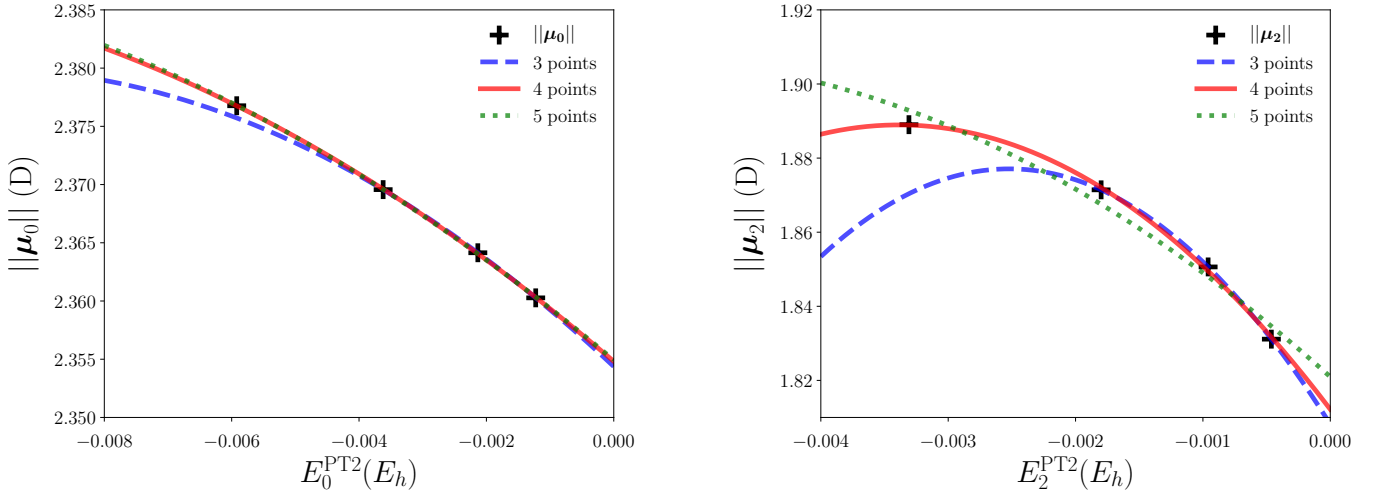 ||μ₀|| (D)
2.385
2.380
2.375
2.370
2.365
2.360
2.355
2.350
−0.008
−0.006
−0.004
−0.002
0.000
E₀^PT2(E_h)
||μ₀||
3 points
4 points
5 points
||μ₂|| (D)
1.92
1.90
1.88
1.86
1.84
1.82
−0.004
−0.003
−0.002
−0.001
0.000
E₂^PT2(E_h)
||μ₂||
3 points
4 points
5 points